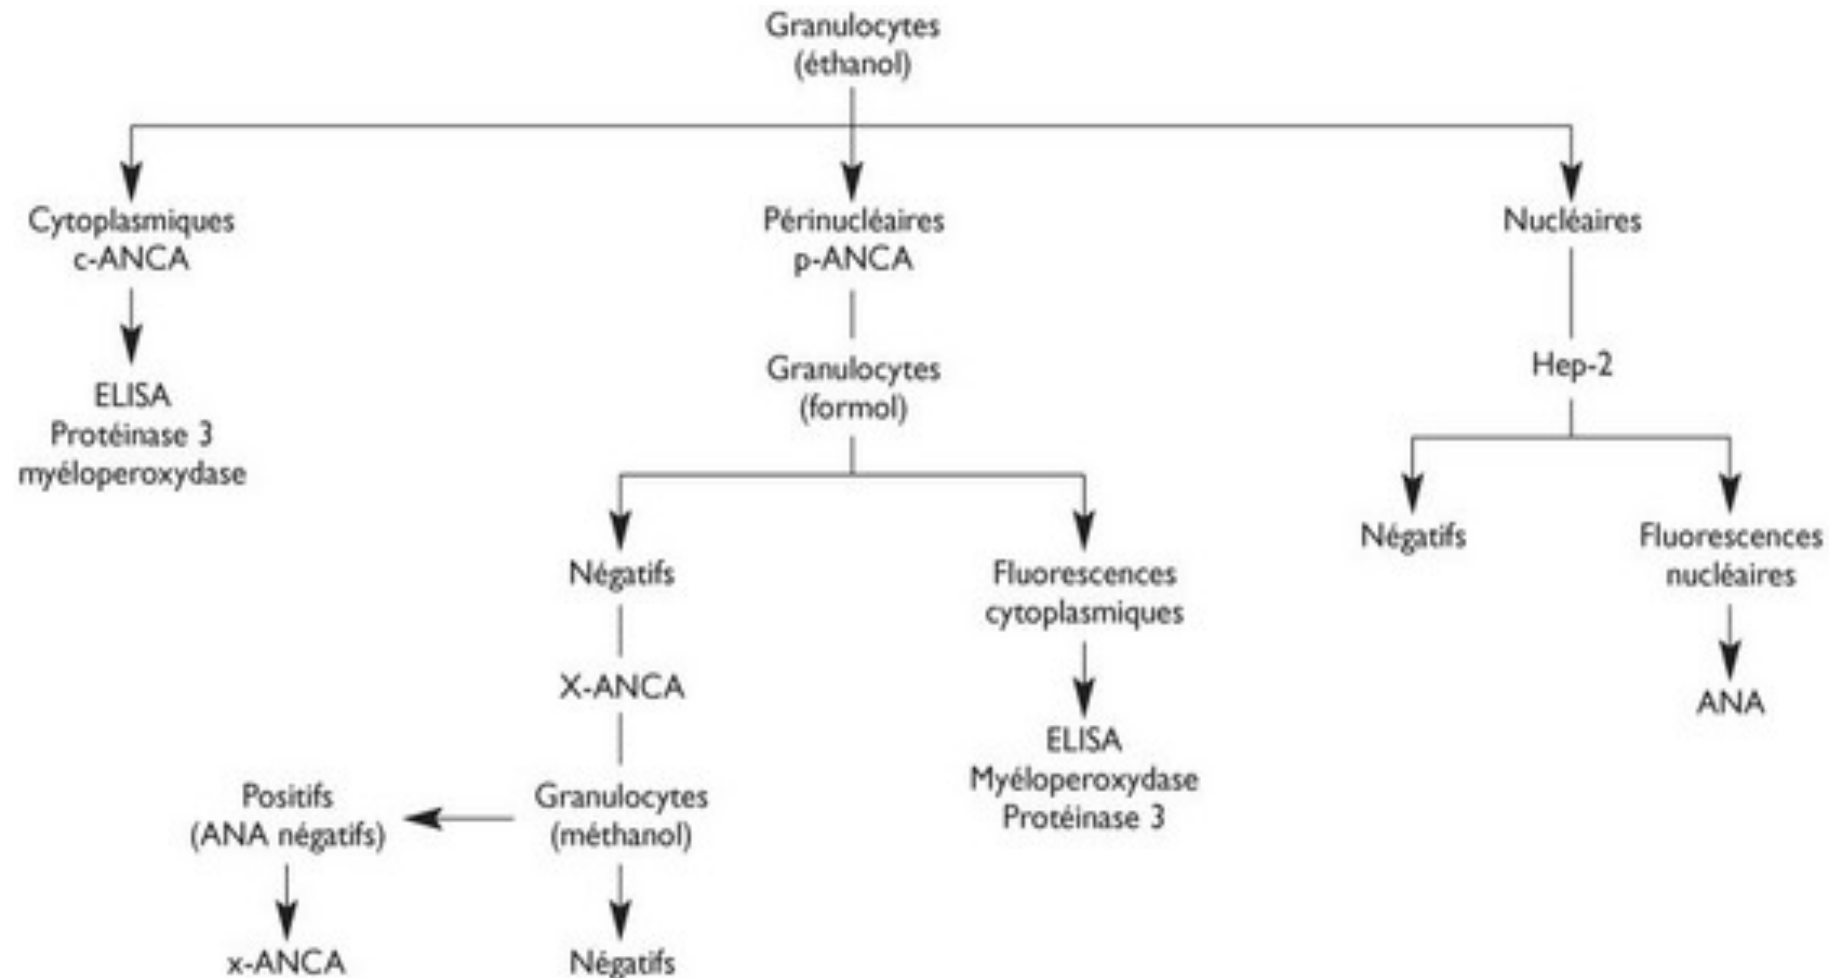 Granulocytes
(éthanol)
Cytoplasmiques
c-ANCA
Périnucléaires
p-ANCA
Nucléaires
ELISA
Protéinase 3
myéloperoxydase
Granulocytes
(formol)
Hep-2
Négatifs
Fluorescences
cytoplasmiques
Négatifs
Fluorescences
nucléaires
X-ANCA
ELISA
Myéloperoxydase
Protéinase 3
ANA
Positifs
(ANA négatifs)
Granulocytes
(méthanol)
x-ANCA
Négatifs